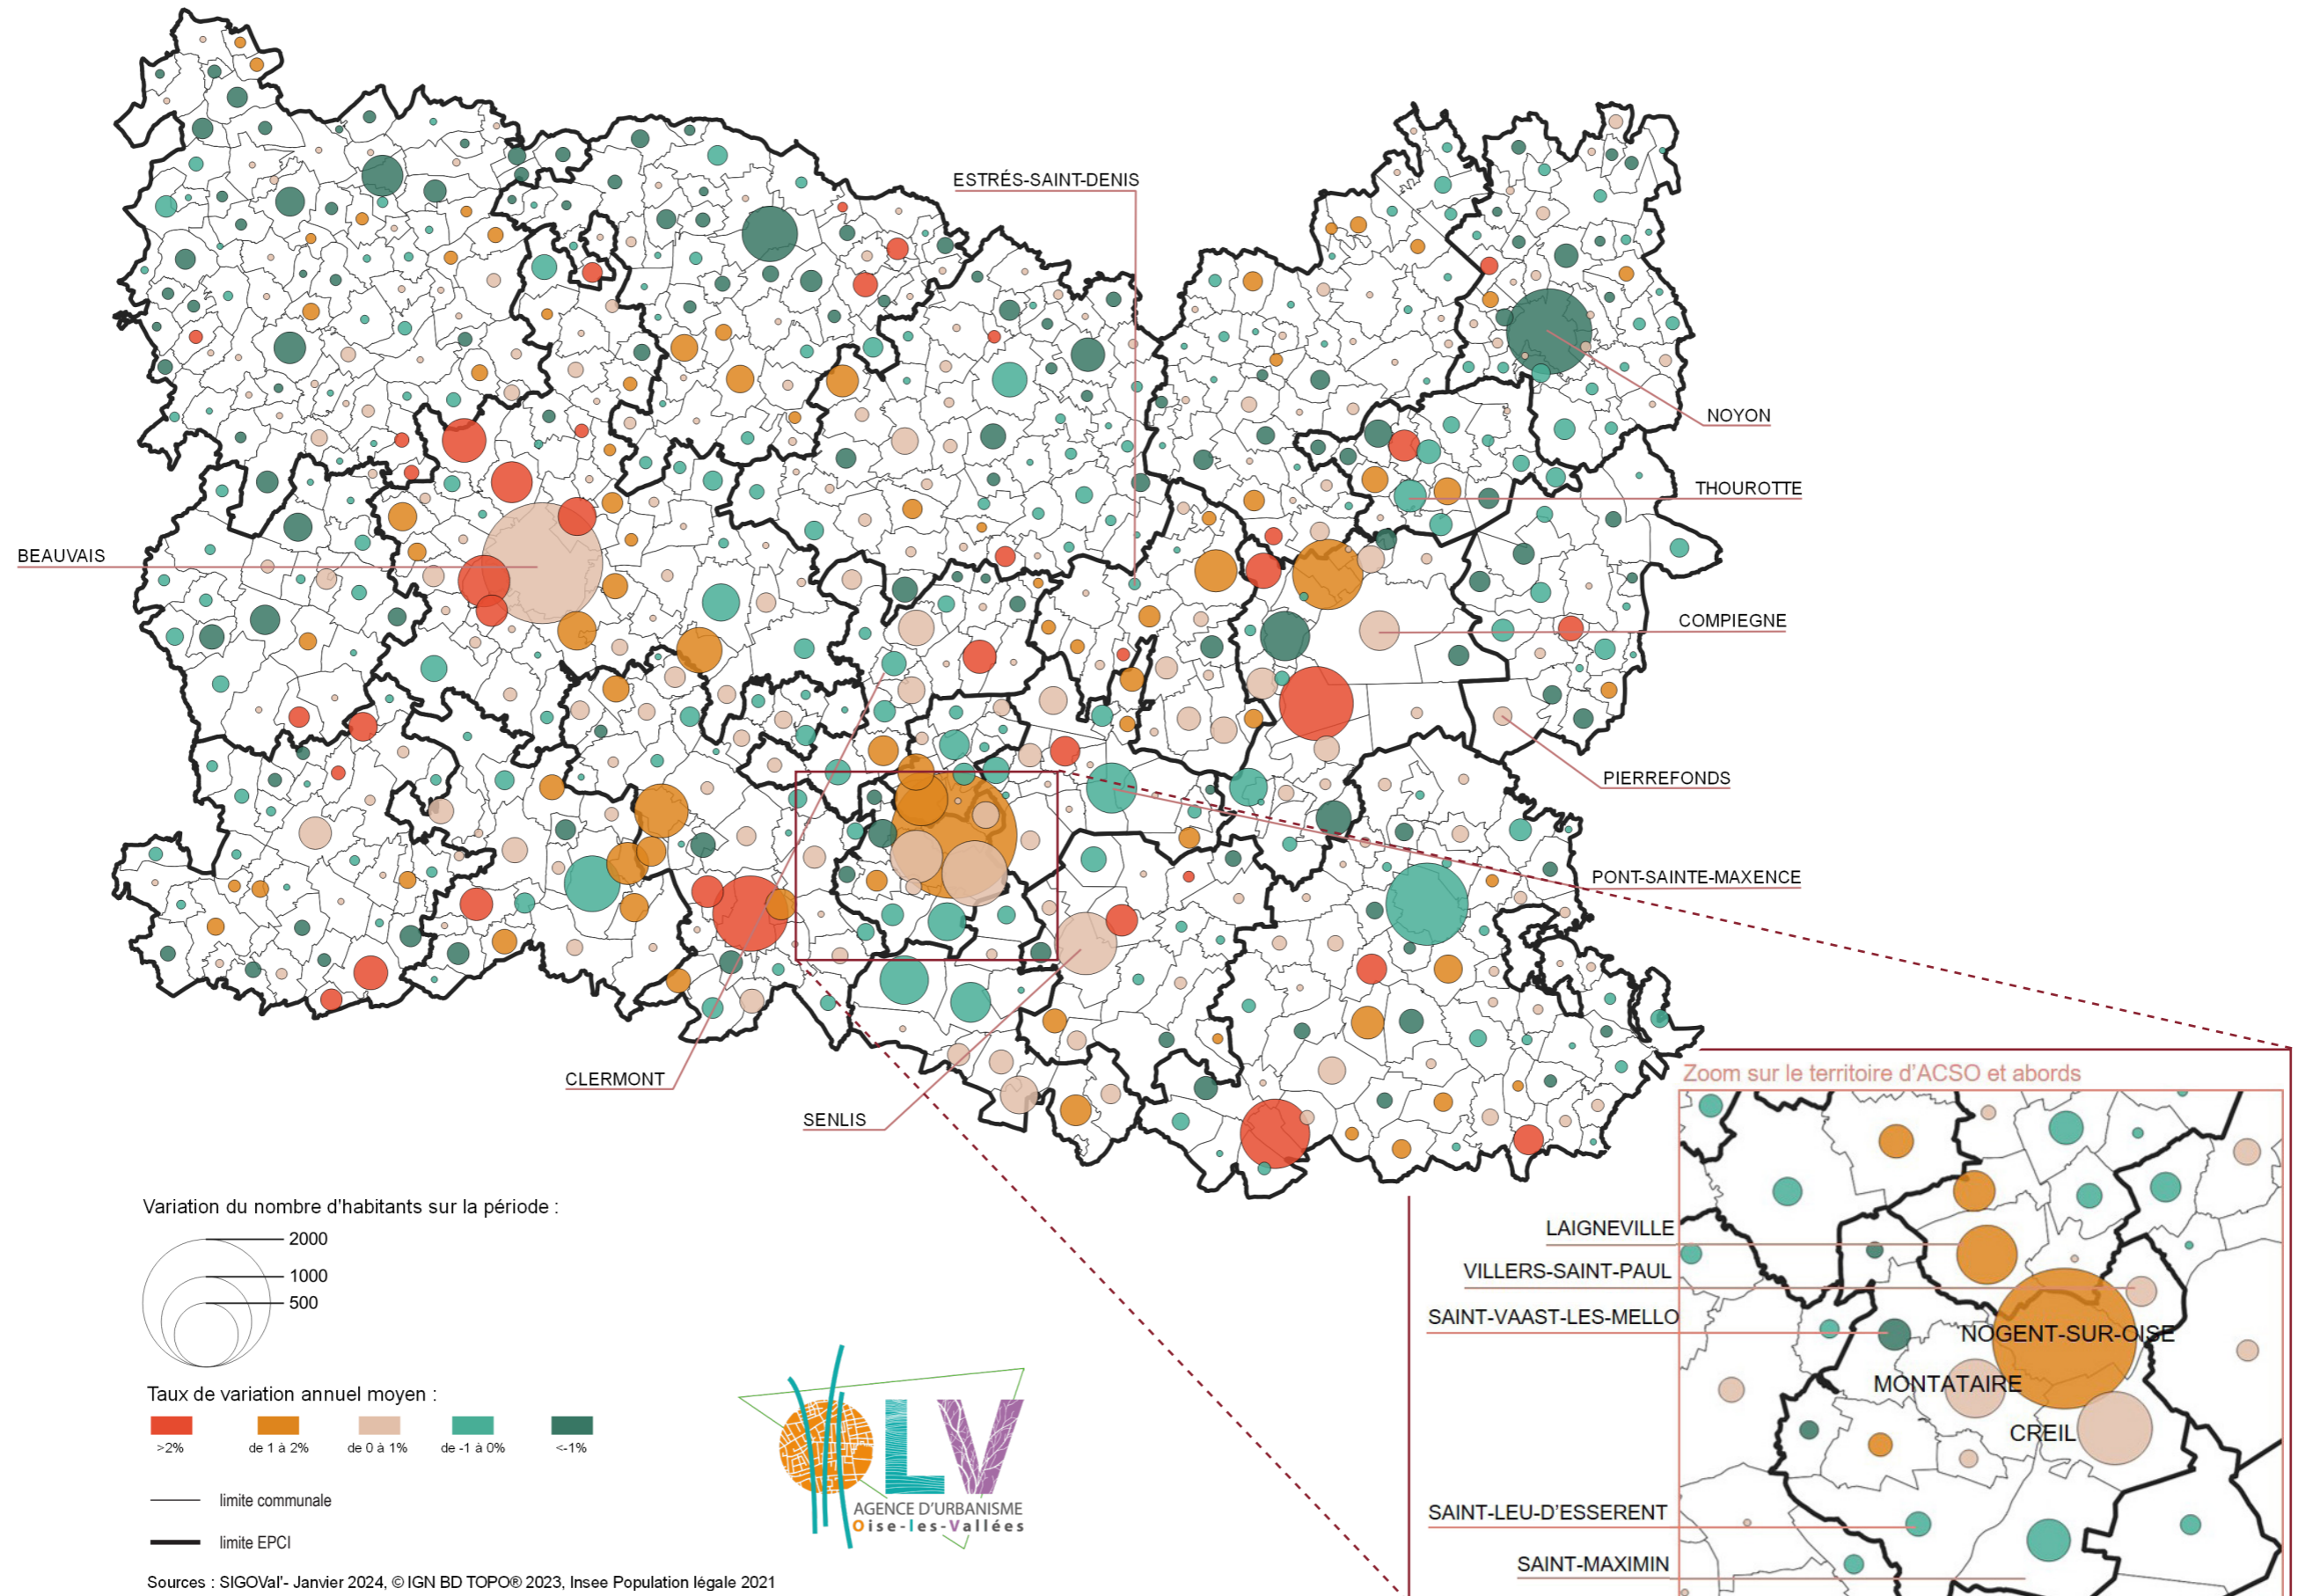 ESTRÉS-SAINT-DENIS
NOYON
THOUROTTE
BEAUVAIS
COMPIEGNE
PIERREFONDS
PONT-SAINTE-MAXENCE
CLERMONT
SENLIS
Zoom sur le territoire d'ACSO et abords
LAIGNEVILLE
VILLERS-SAINT-PAUL
SAINT-VAAST-LES-MELLO
NOGENT-SUR-OISE
MONTATAIRE
CREIL
SAINT-LEU-D'ESSERENT
SAINT-MAXIMIN
Variation du nombre d'habitants sur la période :
2000
1000
500
Taux de variation annuel moyen :
>2%
de 1 à 2%
de 0 à 1%
de -1 à 0%
<-1%
limite communale
limite EPCI
OLV
AGENCE D'URBANISME
Oise-les-Vallées
Sources : SIGOVal'- Janvier 2024, © IGN BD TOPO® 2023, Insee Population légale 2021